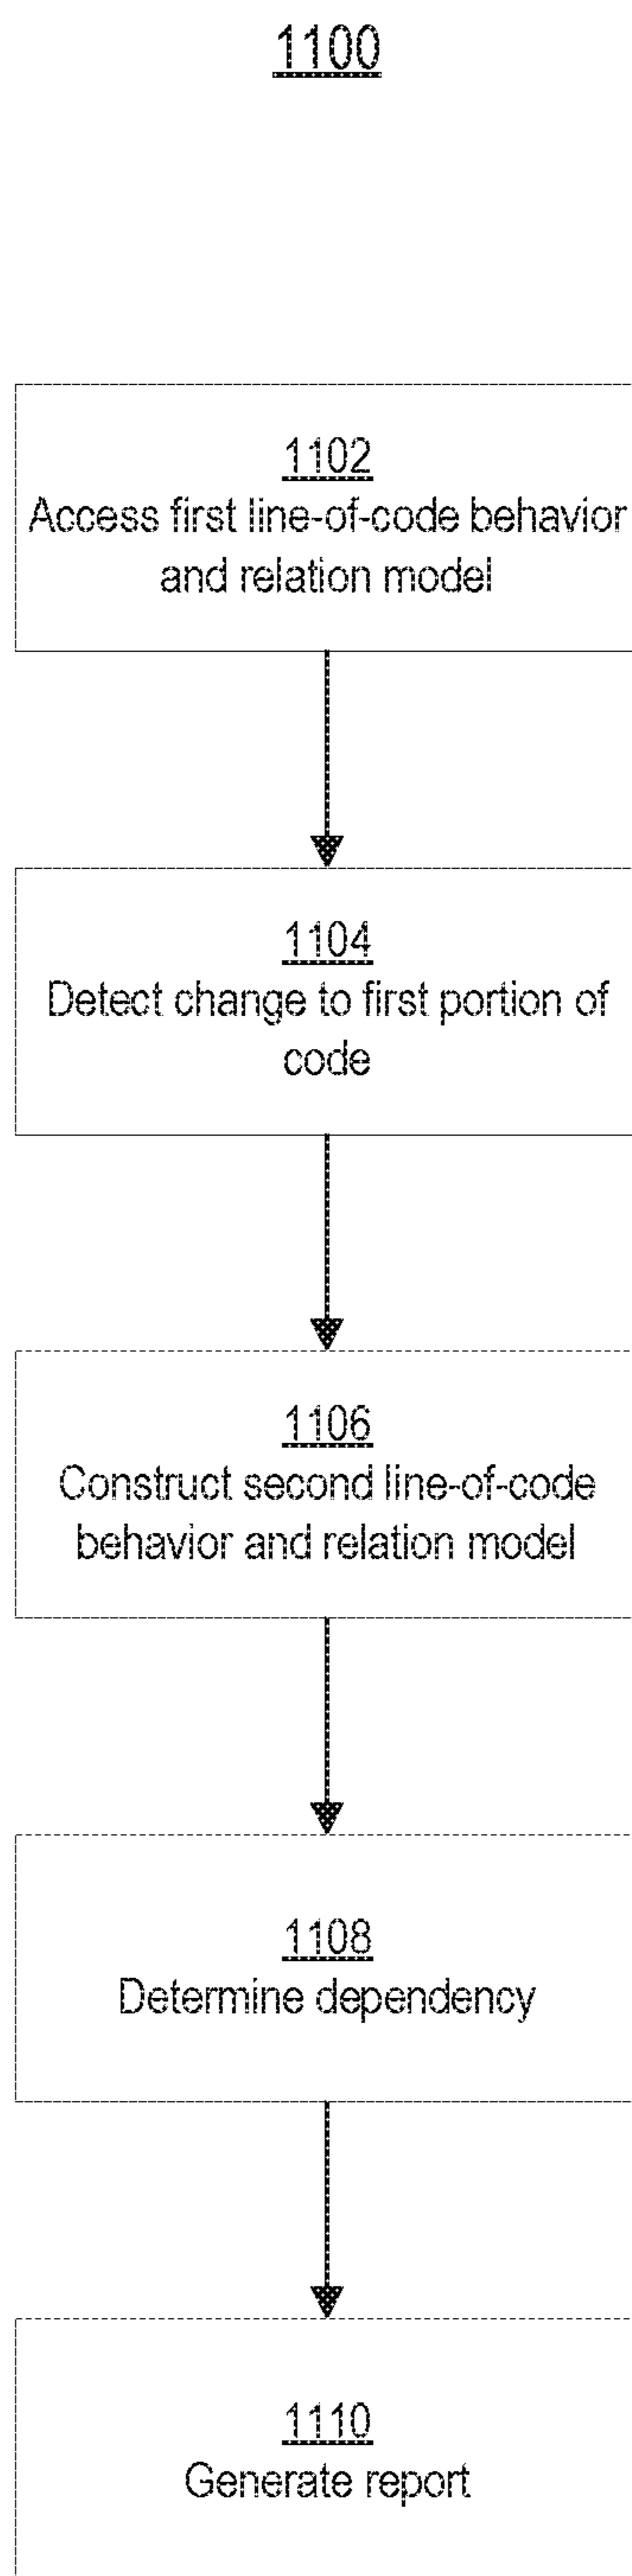 1100
1102
Access first line-of-code behavior
and relation model
1104
Detect change to first portion of
code
1106
Construct second line-of-code
behavior and relation model
1108
Determine dependency
1110
Generate report